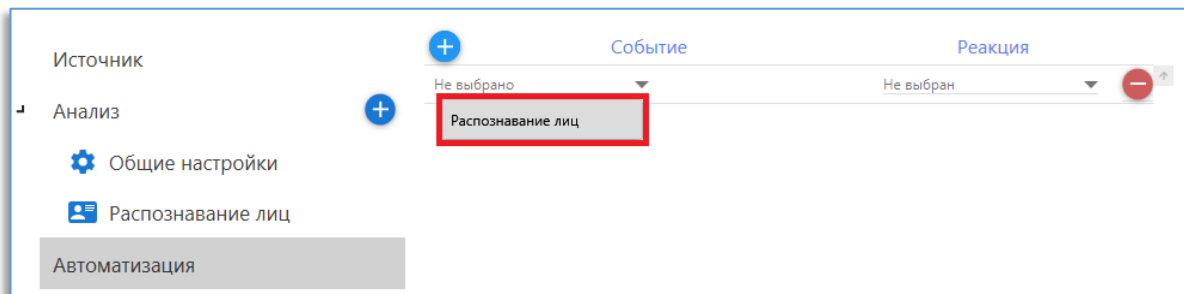 Источник
Анализ
Общие настройки
Распознавание лиц
Автоматизация
Событие Реакция
Не выбрано Не выбран
Распознавание лиц